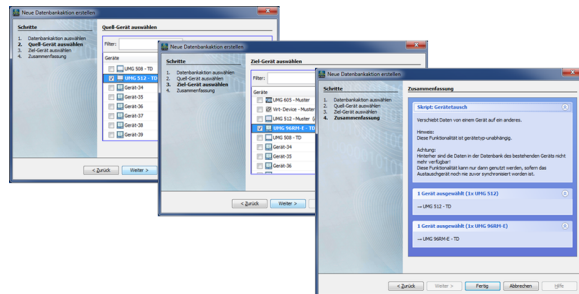 Neue Datenbankaktion erstellen
Schritte
1. Datenbankaktion auswählen
2. Quell-Gerät auswählen
3. Ziel-Gerät auswählen
4. Zusammenfassung
Quell-Gerät auswählen
Filter:
Geräte
UMG 508 - TD
UMG 512 - TD
Gerät-34
Gerät-35
Gerät-36
Gerät-37
Gerät-38
Gerät-39
< Zurück
Weiter >
Neue Datenbankaktion erstellen
Schritte
1. Datenbankaktion auswählen
2. Quell-Gerät auswählen
3. Ziel-Gerät auswählen
4. Zusammenfassung
Ziel-Gerät auswählen
Filter:
Geräte
UMG 605 - Muster
Virt-Device - Muster
UMG 512 - Muster
UMG 96RM-E - TD
UMG 508 - TD
Gerät-34
Gerät-35
Gerät-36
< Zurück
Weiter >
Neue Datenbankaktion erstellen
Schritte
1. Datenbankaktion auswählen
2. Quell-Gerät auswählen
3. Ziel-Gerät auswählen
4. Zusammenfassung
Zusammenfassung
Skript: Gerätetausch
Verschiebt Daten von einem Gerät auf ein anderes.
Hinweis:
Diese Funktionalität ist gerätetyp-unabhängig.
Achtung:
Hinterher sind die Daten in der Datenbank des bestehenden Geräts nicht
mehr verfügbar!
Diese Funktionalität kann nur dann genutzt werden, sofern das
Austauschgerät noch nie zuvor synchronisiert worden ist.
1 Gerät ausgewählt (1x UMG 512)
-- UMG 512 - TD
1 Gerät ausgewählt (1x UMG 96RM-E)
-- UMG 96RM-E - TD
< Zurück
Weiter >
Fertig
Abbrechen
Hilfe